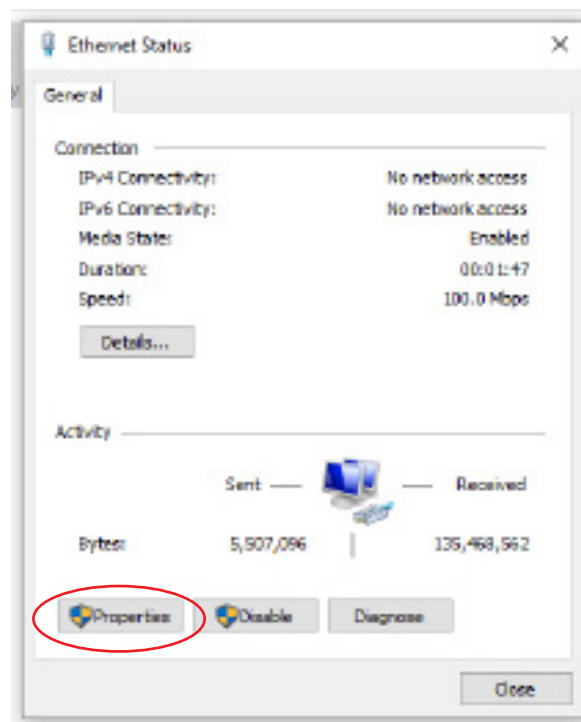 Ethernet Status
General
Connection
IPv4 Connectivity: No network access
IPv6 Connectivity: No network access
Media State: Enabled
Duration: 00:01:47
Speed: 100.0 Mbps
Details...
Activity
Sent — — Received
Bytes: 5,507,096 | 135,468,562
Properties Disable Diagnose
Close